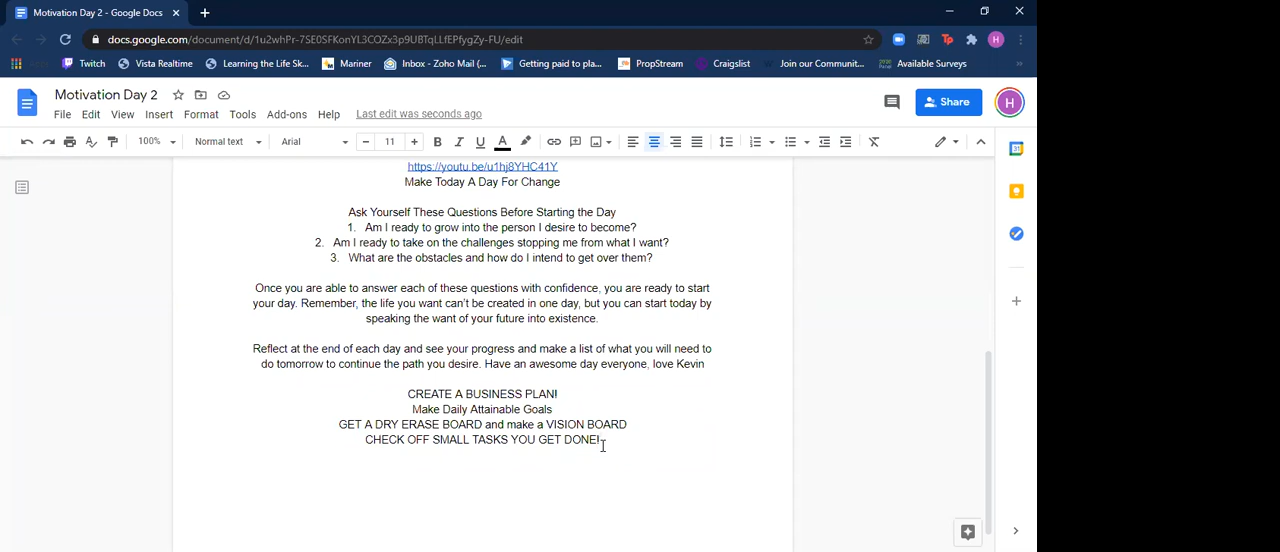 Motivation Day 2 - Google Docs
docs.google.com/document/d/1u2whPr-7SE0SFKonYL3COZx3p9UBTqLLfEPfygZy-FU/edit
Apps Twitch Vista Realtime Learning the Life Sk... Mariner Inbox - Zoho Mail (... Getting paid to pla... PropStream Craigslist Join our Communit... Available Surveys
Motivation Day 2
File Edit View Insert Format Tools Add-ons Help Last edit was seconds ago
Share
H
100% Normal text Arial 11 B I U A
https://youtu.be/u1hj8YHC41Y
Make Today A Day For Change
Ask Yourself These Questions Before Starting the Day
1. Am I ready to grow into the person I desire to become?
2. Am I ready to take on the challenges stopping me from what I want?
3. What are the obstacles and how do I intend to get over them?
Once you are able to answer each of these questions with confidence, you are ready to start
your day. Remember, the life you want can't be created in one day, but you can start today by
speaking the want of your future into existence.
Reflect at the end of each day and see your progress and make a list of what you will need to
do tomorrow to continue the path you desire. Have an awesome day everyone, love Kevin
CREATE A BUSINESS PLAN!
Make Daily Attainable Goals
GET A DRY ERASE BOARD and make a VISION BOARD
CHECK OFF SMALL TASKS YOU GET DONE!